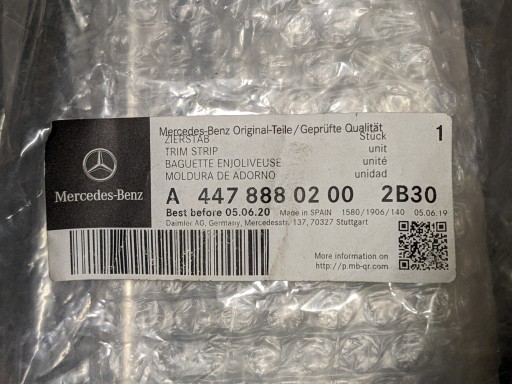 Mercedes-Benz Original-Teile/Geprüfte Qualität 1
ZIERSTAB Stück
TRIM STRIP unit
BAGUETTE ENJOLIVEUSE unité
MOLDURA DE ADORNO unidad
Mercedes-Benz
A 447 888 02 00 2B30
Best before 05.06.20 Made in SPAIN 1580/1906/140 05.06.19
Daimler AG, Germany, Mercedesstr. 137, 70327 Stuttgart
More information on
http://p.mb-qr.com